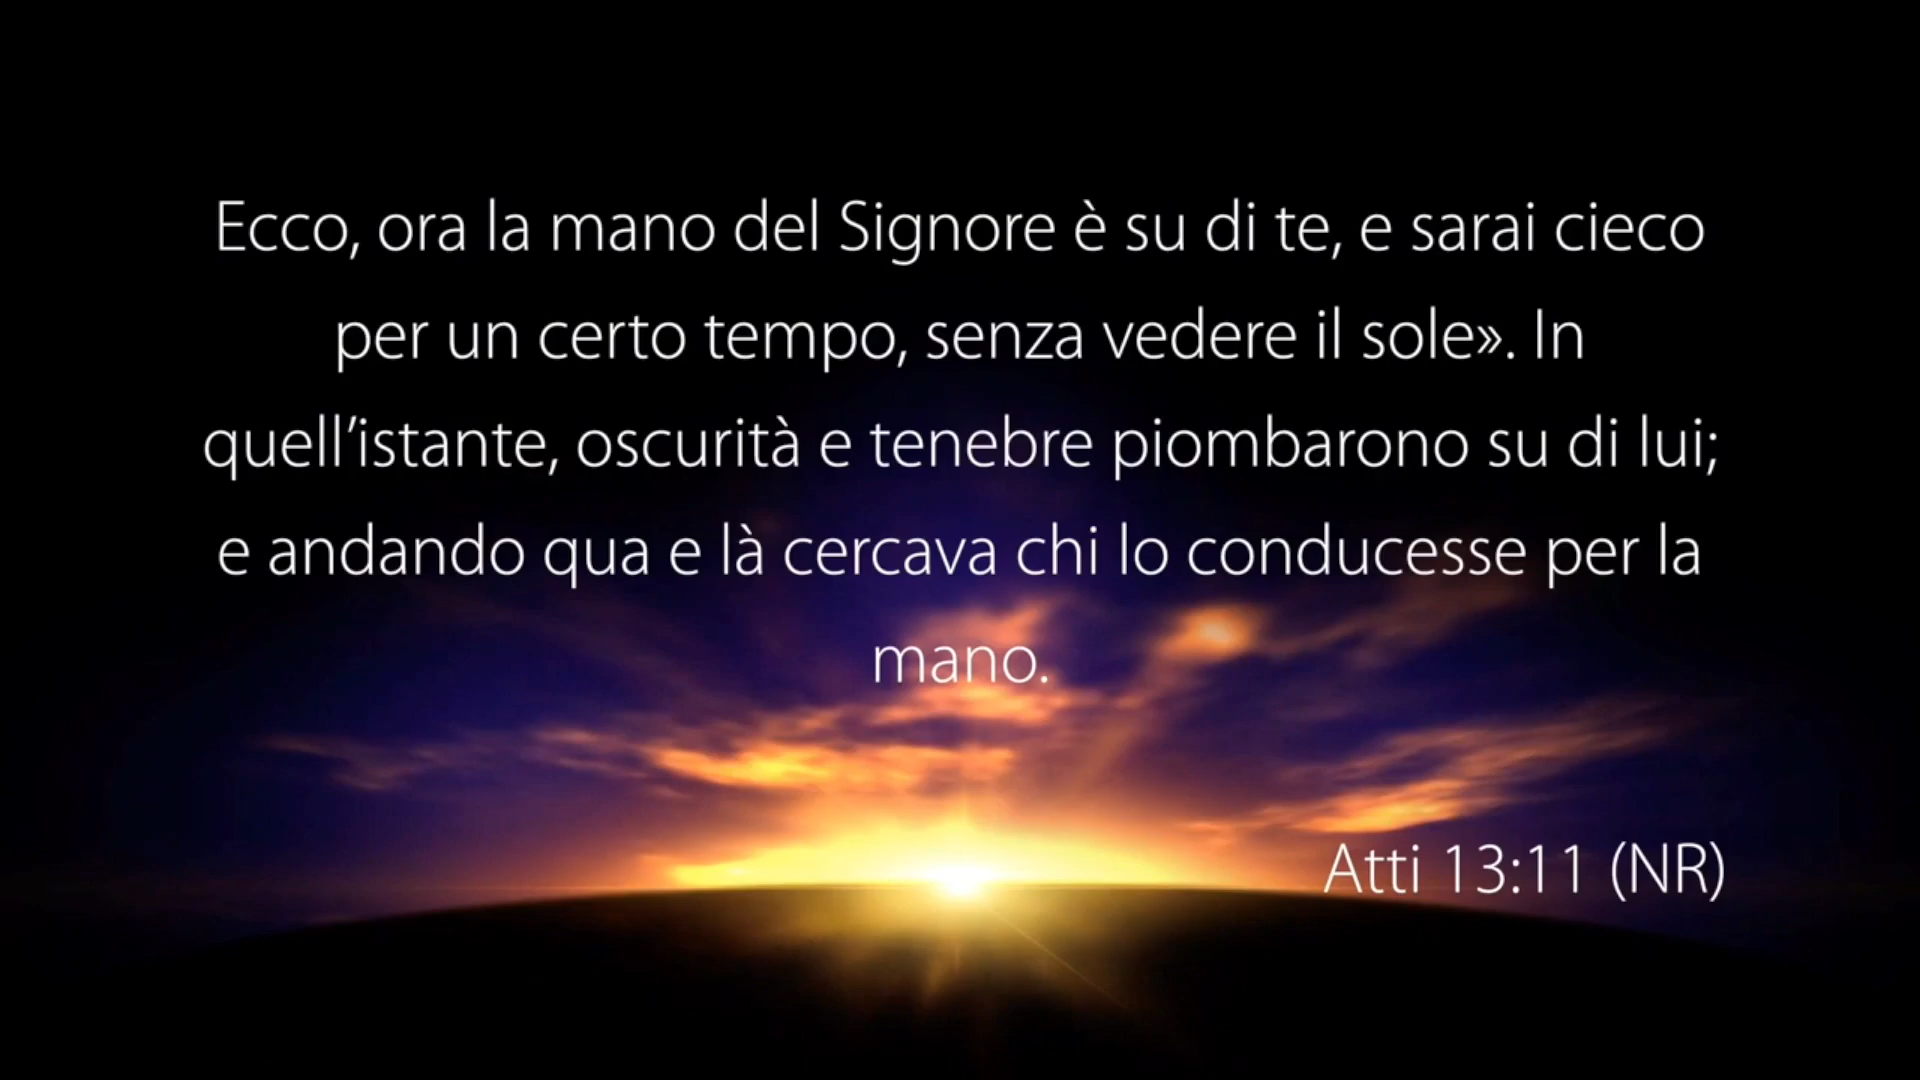 Ecco, ora la mano del Signore è su di te, e sarai cieco
per un certo tempo, senza vedere il sole». In
quell’istante, oscurità e tenebre piombarono su di lui;
e andando qua e là cercava chi lo conducesse per la
mano.
Atti 13:11 (NR)